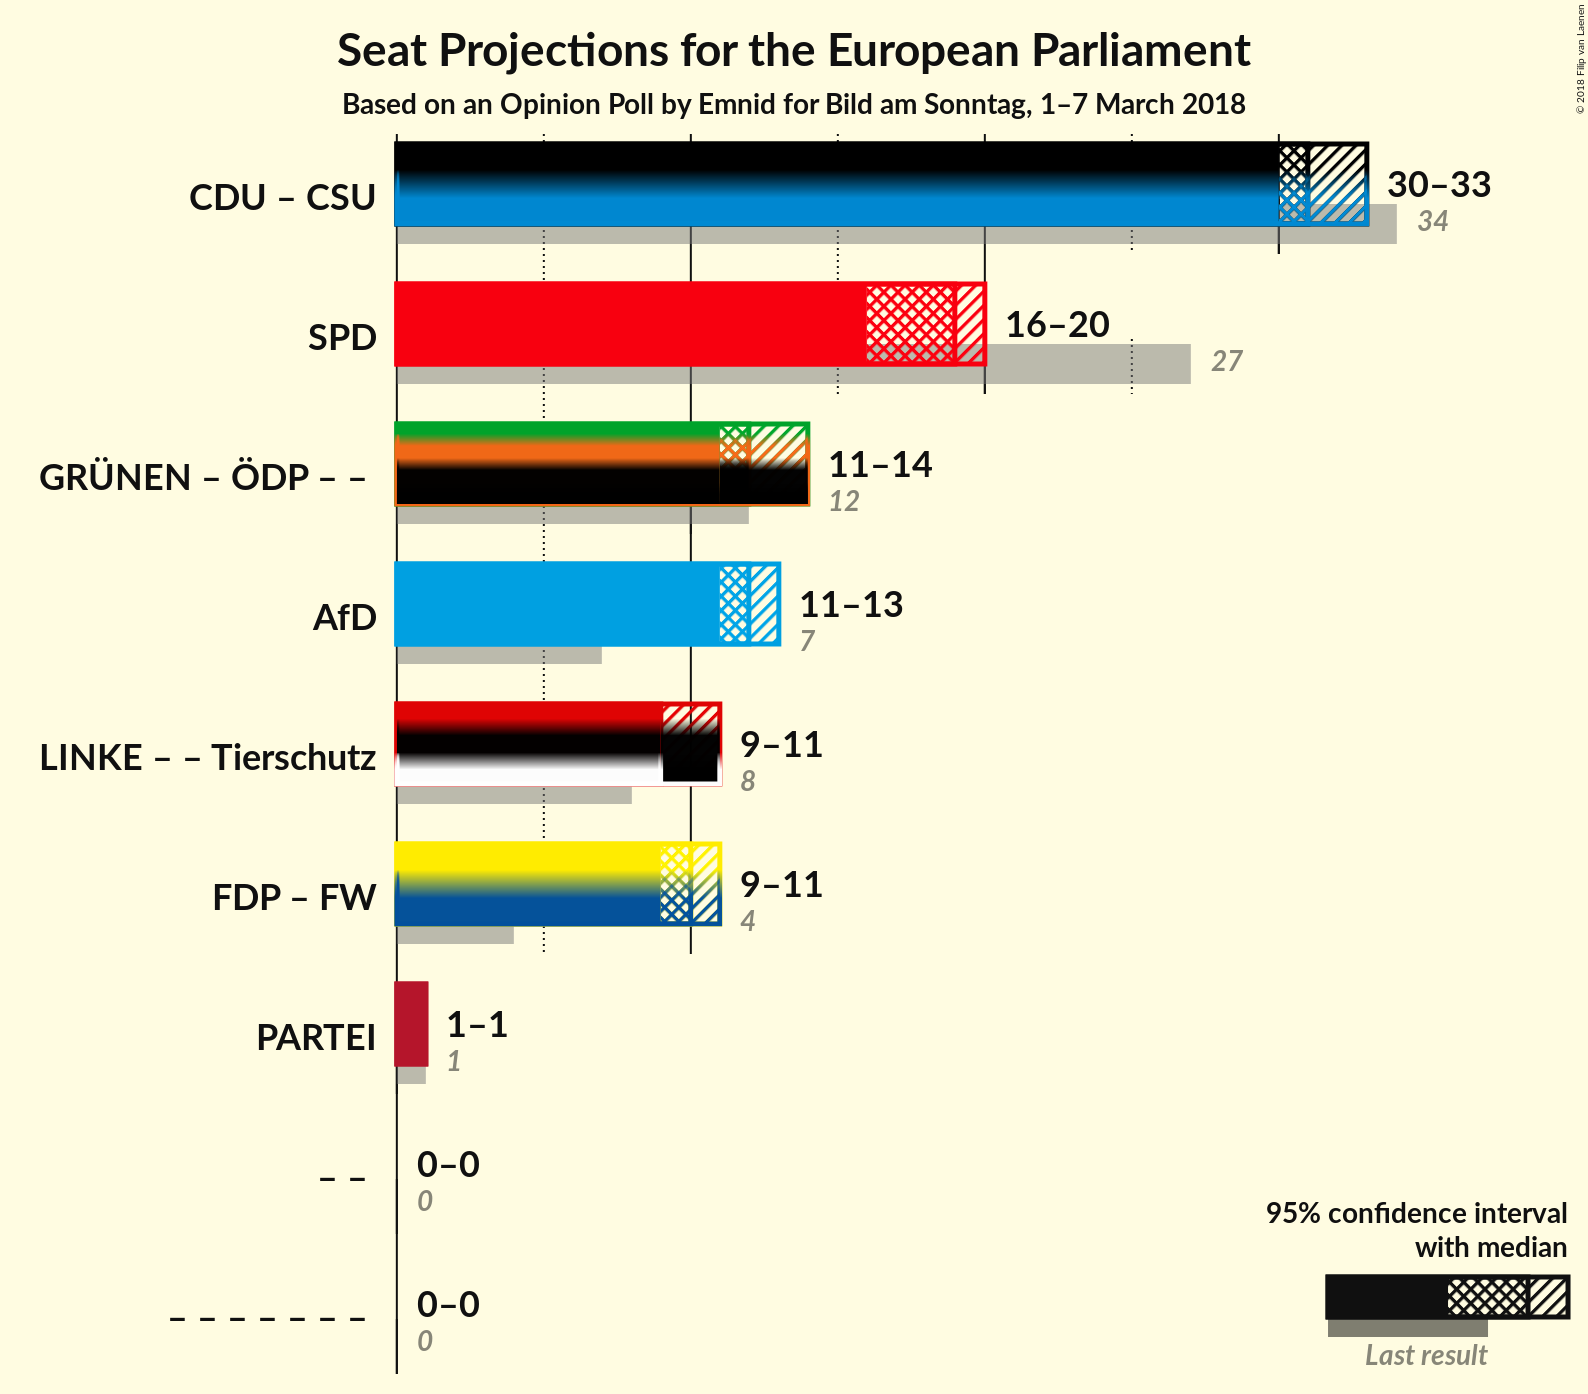 Seat Projections for the European Parliament
Based on an Opinion Poll by Emnid for Bild am Sonntag, 1–7 March 2018
© 2018 Filip van Laenen
CDU – CSU
30–33
34
SPD
16–20
27
GRÜNEN – ÖDP – –
11–14
12
AfD
11–13
7
LINKE – – Tierschutz
9–11
8
FDP – FW
9–11
4
PARTEI
1–1
1
– –
0–0
0
– – – – – – –
0–0
0
95% confidence interval
with median
Last result